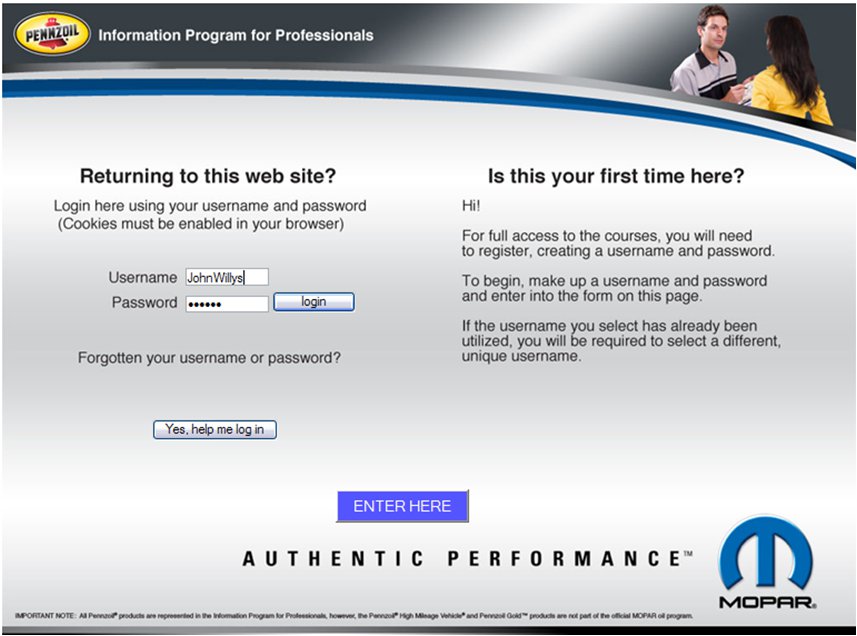 PENNZOIL
Information Program for Professionals
Returning to this web site?
Login here using your username and password
(Cookies must be enabled in your browser)
Username JohnWillys
Password •••••• login
Forgotten your username or password?
Yes, help me log in
Is this your first time here?
Hi!
For full access to the courses, you will need
to register, creating a username and password.
To begin, make up a username and password
and enter into the form on this page.
If the username you select has already been
utilized, you will be required to select a different,
unique username.
ENTER HERE
AUTHENTIC PERFORMANCE™
MOPAR®
IMPORTANT NOTE: All Pennzoil® products are represented in the Information Program for Professionals, however, the Pennzoil® High Mileage Vehicle® and Pennzoil Gold™ products are not part of the official MOPAR oil program.